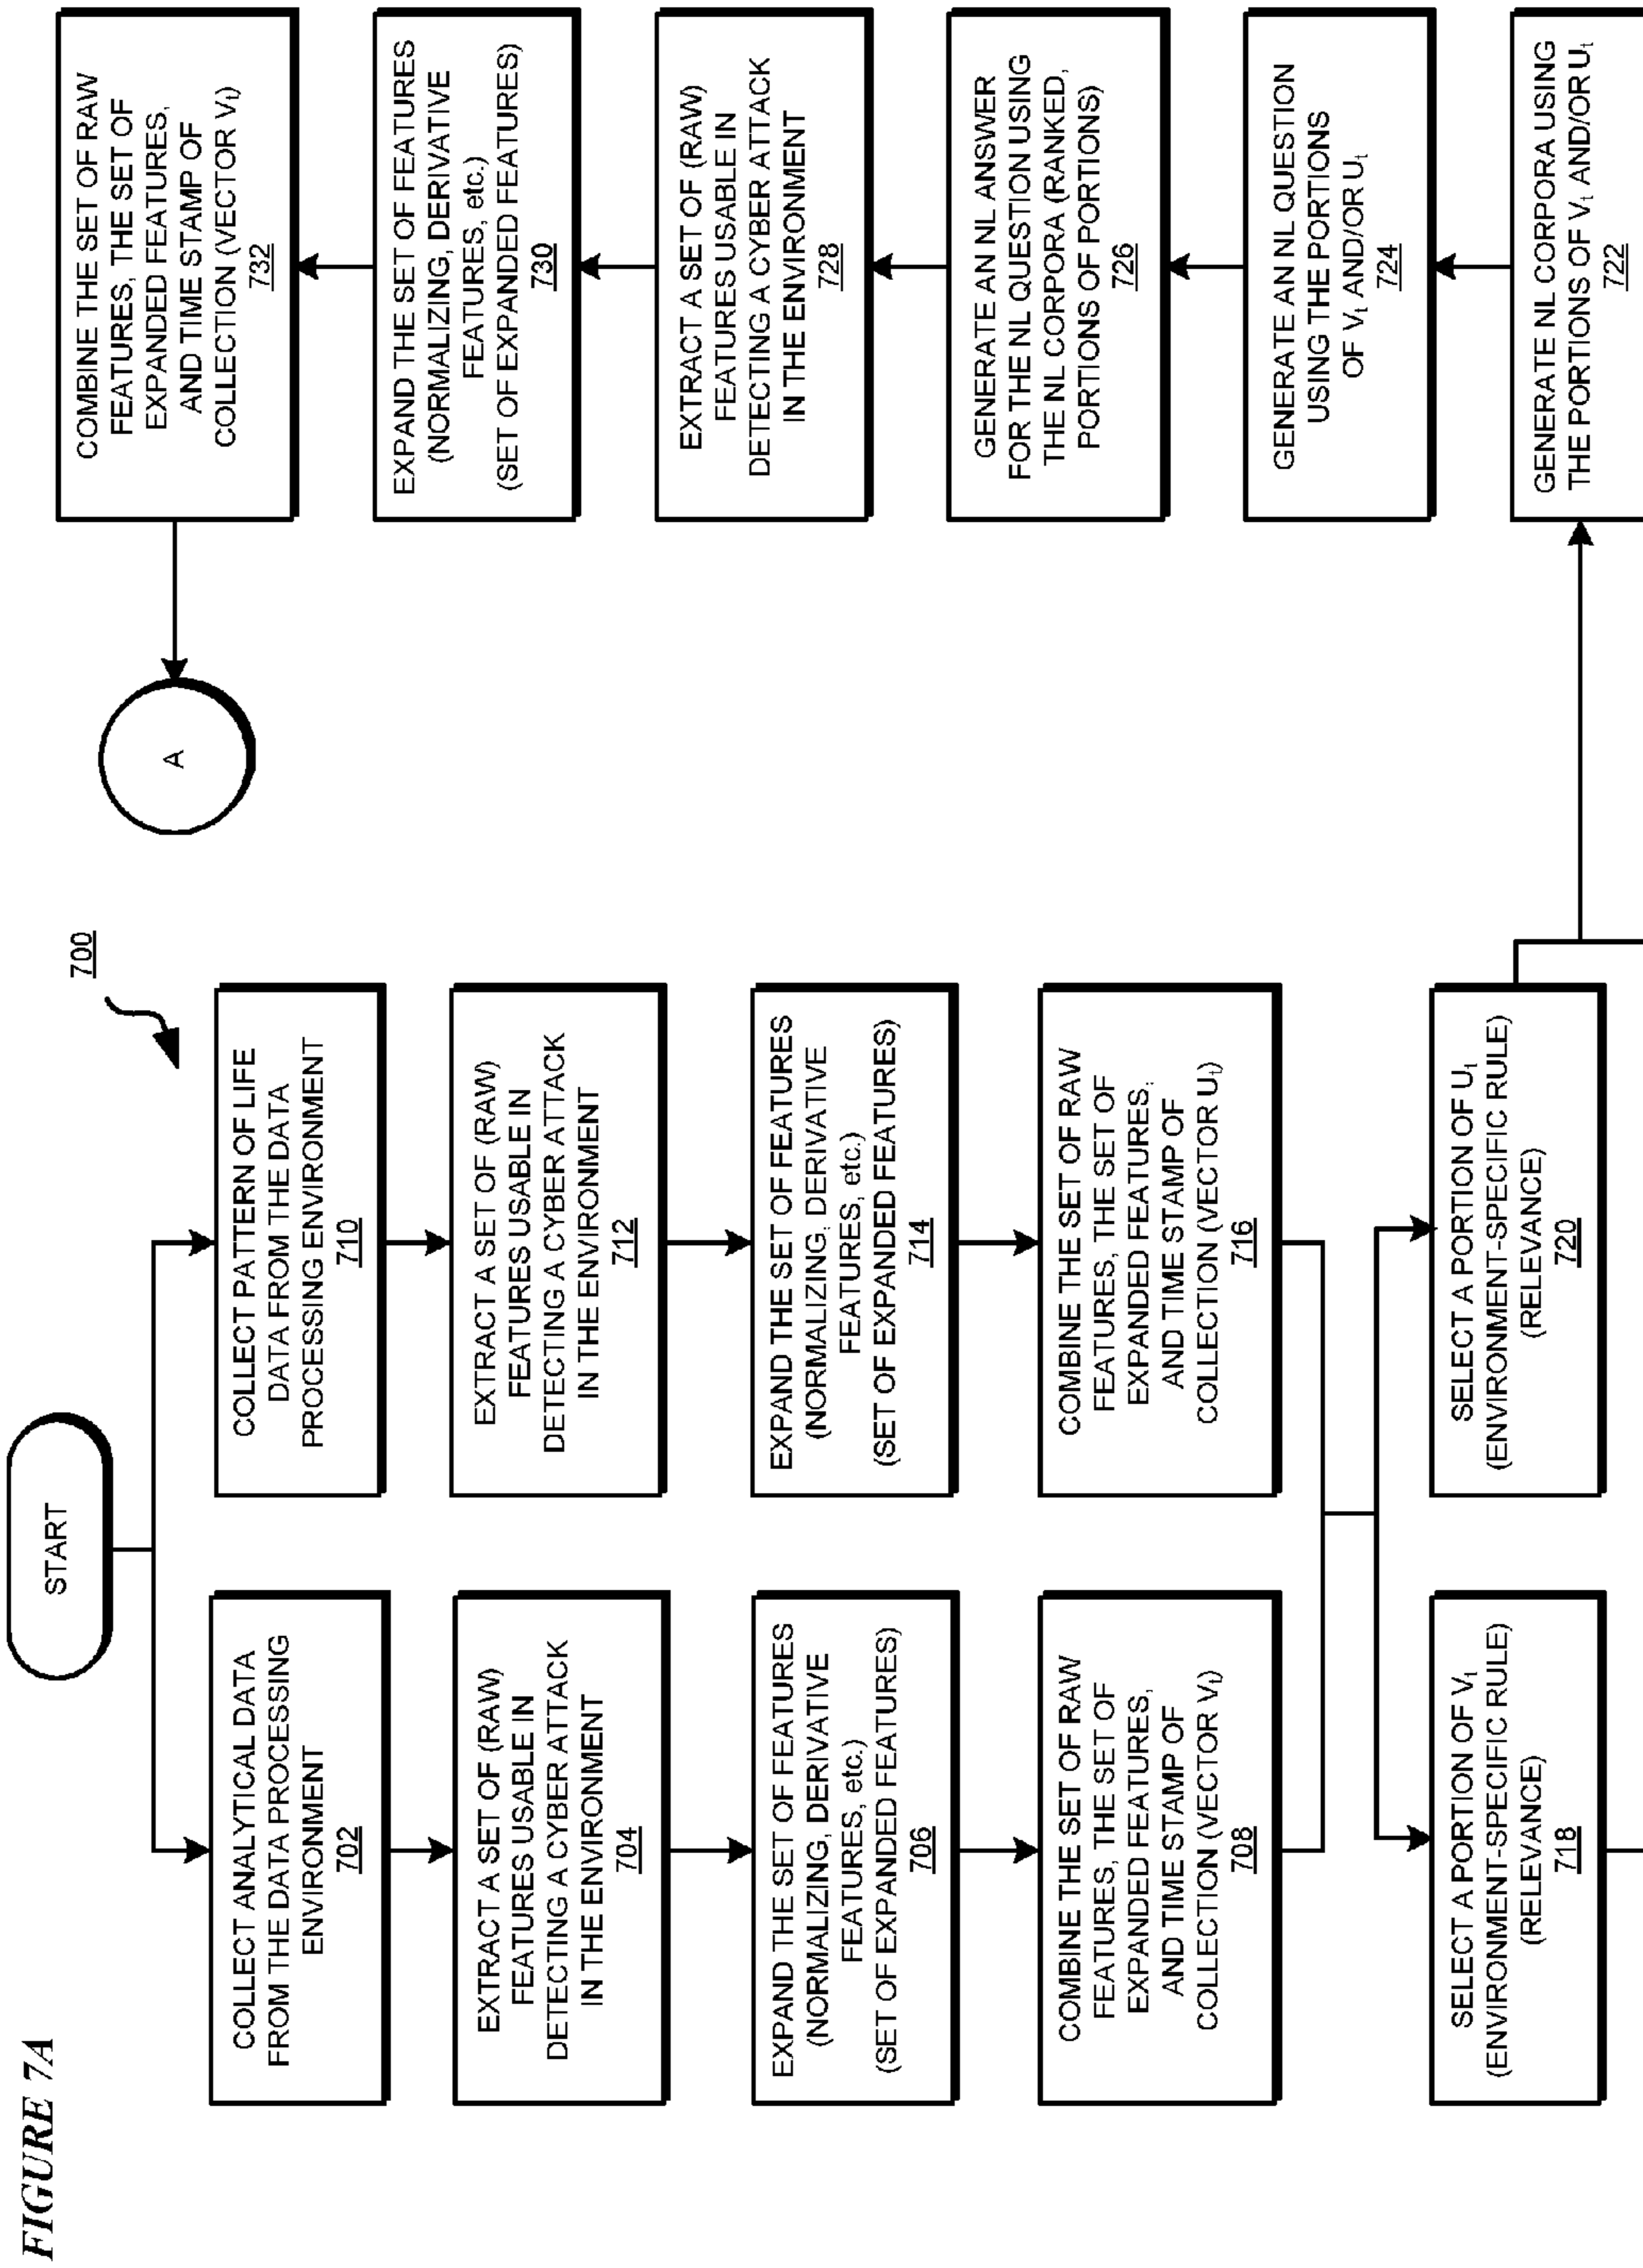 FIGURE 7A
START
700
COLLECT ANALYTICAL DATA
FROM THE DATA PROCESSING
ENVIRONMENT
702
EXTRACT A SET OF (RAW)
FEATURES USABLE IN
DETECTING A CYBER ATTACK
IN THE ENVIRONMENT
704
EXPAND THE SET OF FEATURES
(NORMALIZING, DERIVATIVE
FEATURES, etc.)
(SET OF EXPANDED FEATURES)
706
COMBINE THE SET OF RAW
FEATURES, THE SET OF
EXPANDED FEATURES,
AND TIME STAMP OF
COLLECTION (VECTOR Vt)
708
COLLECT PATTERN OF LIFE
DATA FROM THE DATA
PROCESSING ENVIRONMENT
710
EXTRACT A SET OF (RAW)
FEATURES USABLE IN
DETECTING A CYBER ATTACK
IN THE ENVIRONMENT
712
EXPAND THE SET OF FEATURES
(NORMALIZING, DERIVATIVE
FEATURES, etc.)
(SET OF EXPANDED FEATURES)
714
COMBINE THE SET OF RAW
FEATURES, THE SET OF
EXPANDED FEATURES,
AND TIME STAMP OF
COLLECTION (VECTOR Ut)
716
SELECT A PORTION OF Vt
(ENVIRONMENT-SPECIFIC RULE)
(RELEVANCE)
718
SELECT A PORTION OF Ut
(ENVIRONMENT-SPECIFIC RULE)
(RELEVANCE)
720
GENERATE NL CORPORA USING
THE PORTIONS OF Vt AND/OR Ut
722
GENERATE AN NL QUESTION
USING THE PORTIONS
OF Vt AND/OR Ut
724
GENERATE AN NL ANSWER
FOR THE NL QUESTION USING
THE NL CORPORA (RANKED,
PORTIONS OF PORTIONS)
726
EXTRACT A SET OF (RAW)
FEATURES USABLE IN
DETECTING A CYBER ATTACK
IN THE ENVIRONMENT
728
EXPAND THE SET OF FEATURES
(NORMALIZING, DERIVATIVE
FEATURES, etc.)
(SET OF EXPANDED FEATURES)
730
COMBINE THE SET OF RAW
FEATURES, THE SET OF
EXPANDED FEATURES,
AND TIME STAMP OF
COLLECTION (VECTOR Vt)
732
A